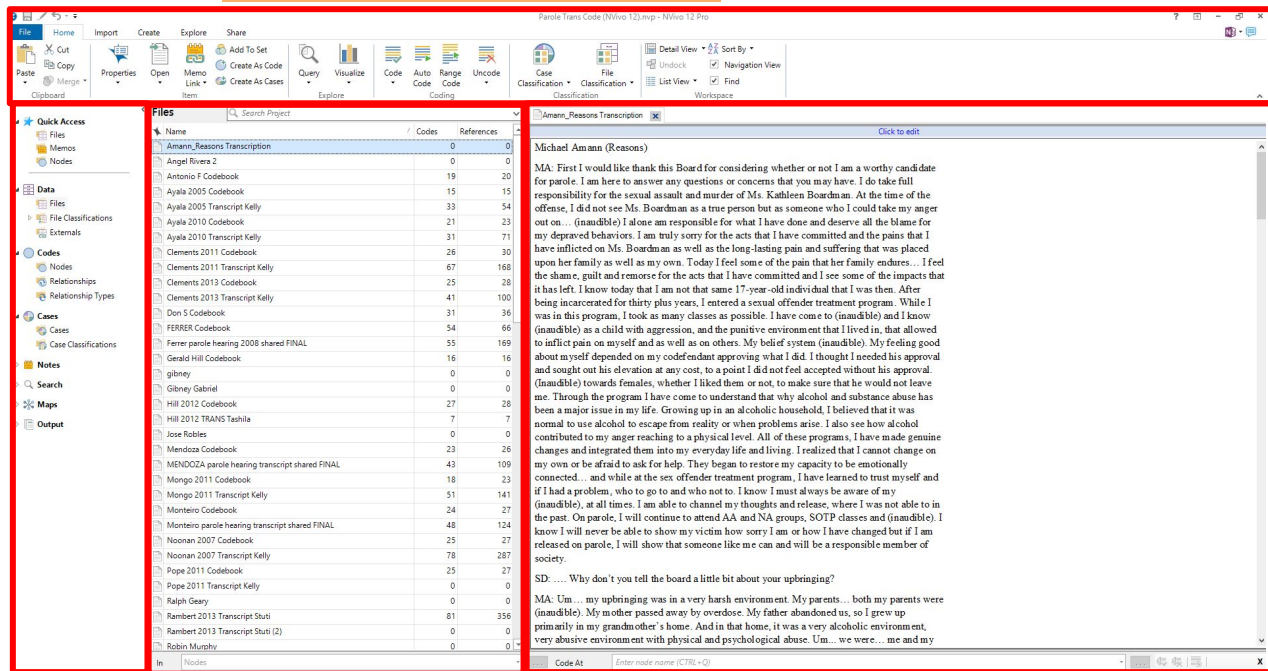 Parole Trans Code (NVivo 12).nvp - NVivo 12 Pro
File Home Import Create Explore Share
Paste
Cut
Copy
Merge
Clipboard
Properties
Open
Memo Link
Add To Set
Create As Code
Create As Cases
Item
Query
Visualize
Explore
Code
Auto Code
Range Code
Uncode
Coding
Case Classification
File Classification
Classification
Detail View
Sort By
Undock
Navigation View
List View
Find
Workspace
Quick Access
Files
Memos
Nodes
Data
Files
File Classifications
Externals
Codes
Nodes
Relationships
Relationship Types
Cases
Cases
Case Classifications
Notes
Search
Maps
Output
Files Search Project
Name Codes References
Amann_Reasons Transcription 0 0
Angel Rivera 2 0 0
Antonio F Codebook 19 20
Ayala 2005 Codebook 15 15
Ayala 2005 Transcript Kelly 33 54
Ayala 2010 Codebook 21 23
Ayala 2010 Transcript Kelly 31 71
Clements 2011 Codebook 26 30
Clements 2011 Transcript Kelly 67 168
Clements 2013 Codebook 25 28
Clements 2013 Transcript Kelly 41 100
Don S Codebook 31 36
FERRER Codebook 54 66
Ferrer parole hearing 2008 shared FINAL 55 169
Gerald Hill Codebook 16 16
gibney 0 0
Gibney Gabriel 0 0
Hill 2012 Codebook 27 28
Hill 2012 TRANS Tashila 7 7
Jose Robles 0 0
Mendoza Codebook 23 26
MENDOZA parole hearing transcript shared FINAL 43 109
Mongo 2011 Codebook 18 23
Mongo 2011 Transcript Kelly 51 141
Monteiro Codebook 24 27
Monteiro parole hearing transcript shared FINAL 48 124
Noonan 2007 Codebook 25 27
Noonan 2007 Transcript Kelly 78 287
Pope 2011 Codebook 25 27
Pope 2011 Transcript Kelly 0 0
Ralph Geary 0 0
Rambert 2013 Transcript Stuti 81 356
Rambert 2013 Transcript Stuti (2) 0 0
Robin Murphy 0 0
In Nodes
Amann_Reasons Transcription
Click to edit
Michael Amann (Reasons)
MA: First I would like thank this Board for considering whether or not I am a worthy candidate
for parole. I am here to answer any questions or concerns that you may have. I do take full
responsibility for the sexual assault and murder of Ms. Kathleen Boardman. At the time of the
offense, I did not see Ms. Boardman as a true person but as someone who I could take my anger
out on… (inaudible) I alone am responsible for what I have done and deserve all the blame for
my depraved behaviors. I am truly sorry for the acts that I have committed and the pains that I
have inflicted on Ms. Boardman as well as the long-lasting pain and suffering that was placed
upon her family as well as my own. Today I feel some of the pain that her family endures… I feel
the shame, guilt and remorse for the acts that I have committed and I see some of the impacts that
it has left. I know today that I am not that same 17-year-old individual that I was then. After
being incarcerated for thirty plus years, I entered a sexual offender treatment program. While I
was in this program, I took as many classes as possible. I have come to (inaudible) and I know
(inaudible) as a child with aggression, and the punitive environment that I lived in, that allowed
to inflict pain on myself and as well as on others. My belief system (inaudible). My feeling good
about myself depended on my codefendant approving what I did. I thought I needed his approval
and sought out his elevation at any cost, to a point I did not feel accepted without his approval.
(Inaudible) towards females, whether I liked them or not, to make sure that he would not leave
me. Through the program I have come to understand that why alcohol and substance abuse has
been a major issue in my life. Growing up in an alcoholic household, I believed that it was
normal to use alcohol to escape from reality or when problems arise. I also see how alcohol
contributed to my anger reaching to a physical level. All of these programs, I have made genuine
changes and integrated them into my everyday life and living. I realized that I cannot change on
my own or be afraid to ask for help. They began to restore my capacity to be emotionally
connected… and while at the sex offender treatment program, I have learned to trust myself and
if I had a problem, who to go to and who not to. I know I must always be aware of my
(inaudible), at all times. I am able to channel my thoughts and release, where I was not able to in
the past. On parole, I will continue to attend AA and NA groups, SOTP classes and (inaudible). I
know I will never be able to show my victim how sorry I am or how I have changed but if I am
released on parole, I will show that someone like me can and will be a responsible member of
society.
SD: …. Why don't you tell the board a little bit about your upbringing?
MA: Um… my upbringing was in a very harsh environment. My parents… both my parents were
(inaudible). My mother passed away by overdose. My father abandoned us, so I grew up
primarily in my grandmother's home. And in that home, it was a very alcoholic environment,
very abusive environment with physical and psychological abuse. Um... we were… me and my
Code At Enter node name (CTRL+Q)